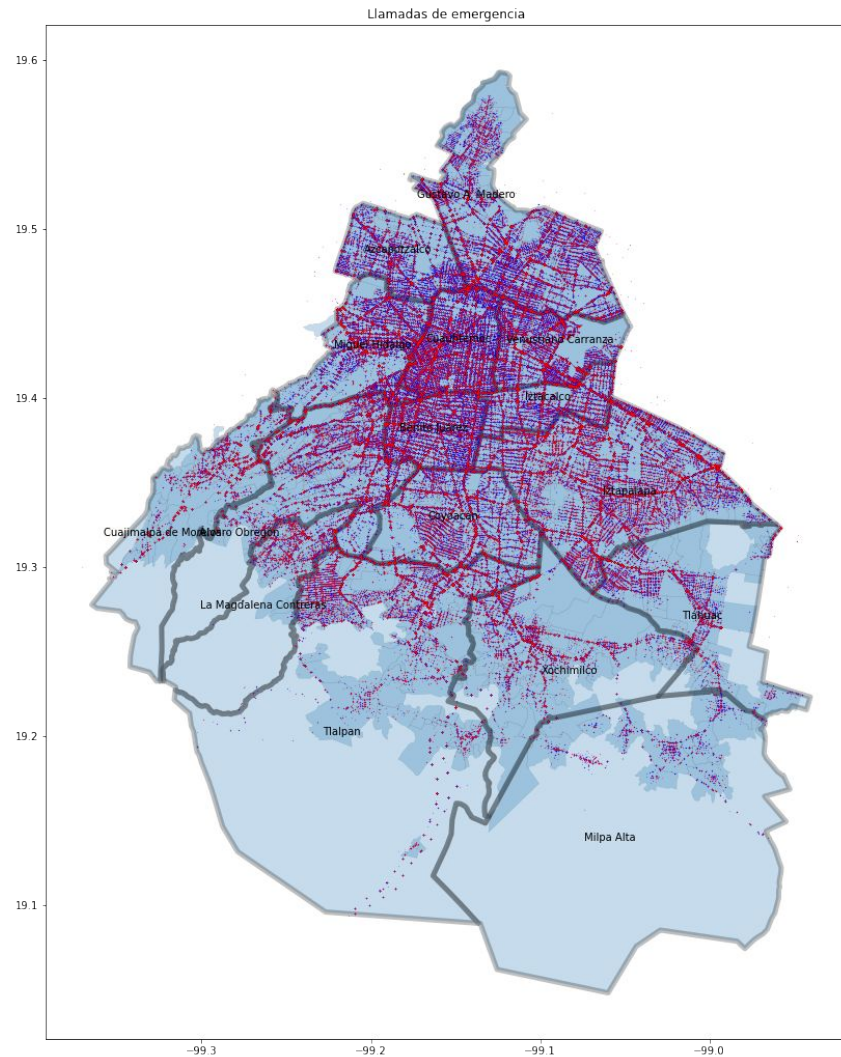 Llamadas de emergencia
19.6
19.5
19.4
19.3
19.2
19.1
Gustavo A. Madero
Azcapotzalco
Miguel Hidalgo
Cuauhtémoc
Venustiano Carranza
Iztacalco
Benito Juárez
Iztapalapa
Coyoacán
Cuajimalpa de Morelos
Álvaro Obregón
La Magdalena Contreras
Tláhuac
Xochimilco
Tlalpan
Milpa Alta
−99.3
−99.2
−99.1
−99.0